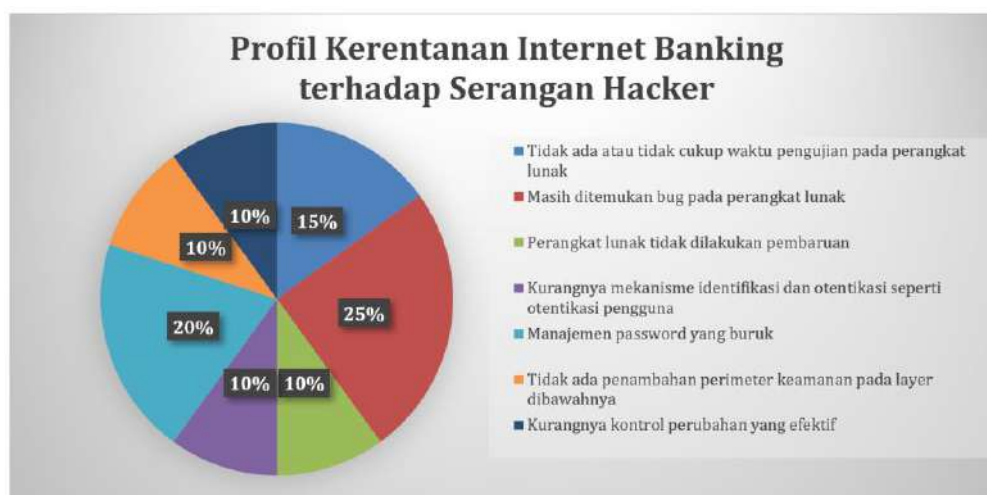 Profil Kerentanan Internet Banking
terhadap Serangan Hacker
10%
15%
10%
25%
20%
10%
10%
Tidak ada atau tidak cukup waktu pengujian pada perangkat
lunak
Masih ditemukan bug pada perangkat lunak
Perangkat lunak tidak dilakukan pembaruan
Kurangnya mekanisme identifikasi dan otentikasi seperti
otentikasi pengguna
Manajemen password yang buruk
Tidak ada penambahan perimeter keamanan pada layer
dibawahnya
Kurangnya kontrol perubahan yang efektif